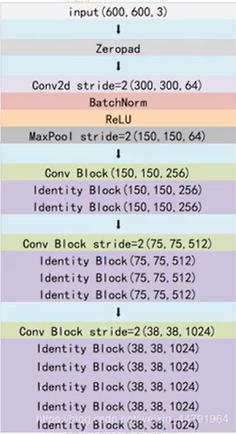 input(600,600,3)
Zeropad
Conv2d stride=2(300,300,64)
BatchNorm
ReLU
MaxPool stride=2(150,150,64)
Conv Block(150,150,256)
Identity Block(150,150,256)
Identity Block(150,150,256)
Conv Block stride=2(75,75,512)
Identity Block(75,75,512)
Identity Block(75,75,512)
Identity Block(75,75,512)
Conv Block stride=2(38,38,1024)
Identity Block(38,38,1024)
Identity Block(38,38,1024)
Identity Block(38,38,1024)
Identity Block(38,38,1024)
Identity Block(38,38,1024)